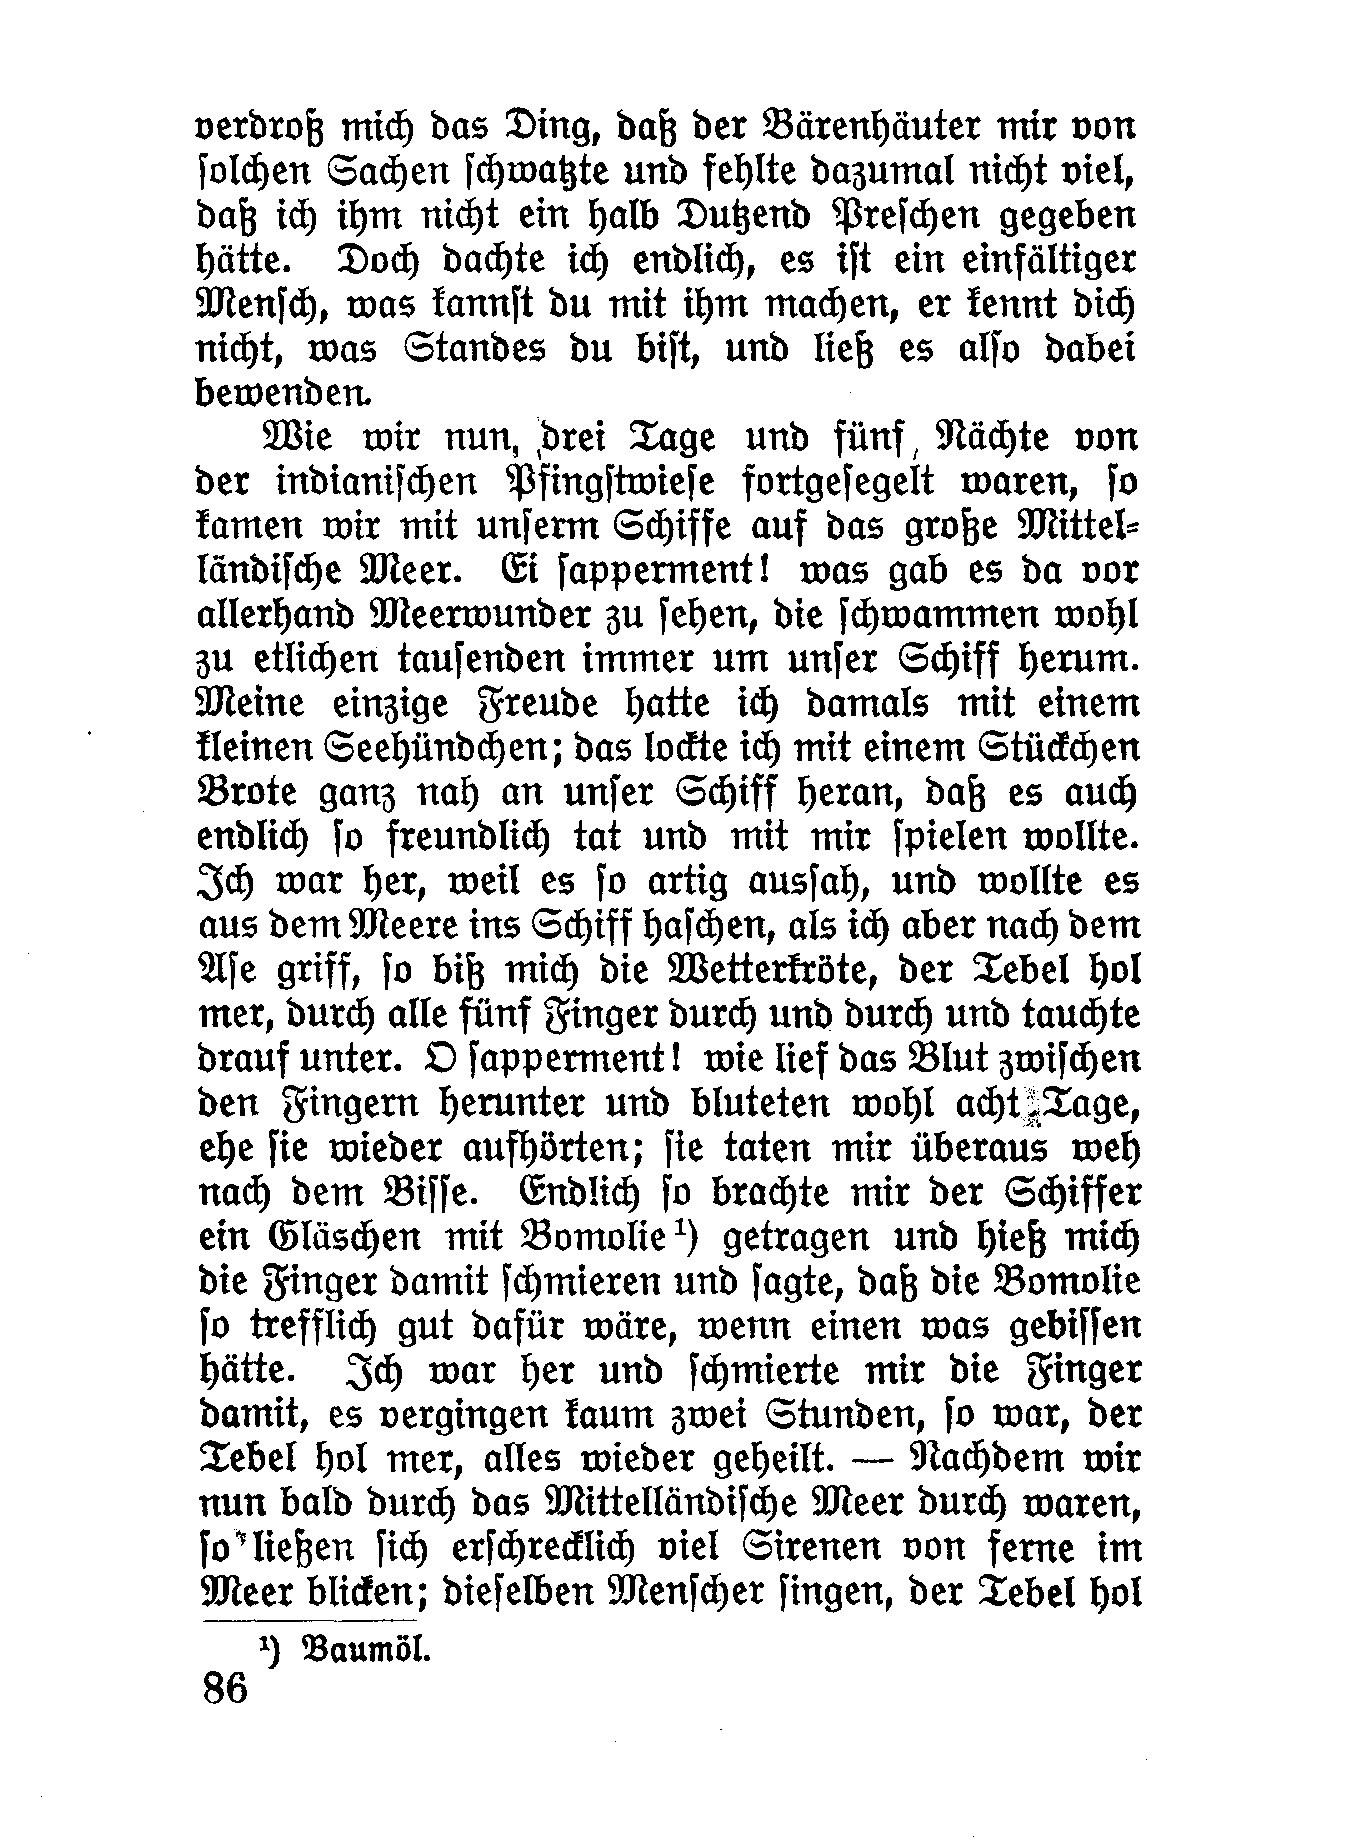 verdroß mich das Ding, daß der Bärenhäuter mir von
solchen Sachen schwatzte und fehlte dazumal nicht viel,
daß ich ihm nicht ein halb Dutzend Preschen gegeben
hätte. Doch dachte ich endlich, es ist ein einfältiger
Mensch, was kannst du mit ihm machen, er kennt dich
nicht, was Standes du bist, und ließ es also dabei
bewenden.
Wie wir nun, drei Tage und fünf, Nächte von
der indianischen Pfingstwiese fortgesegelt waren, so
kamen wir mit unserm Schiffe auf das große Mittel-
ländische Meer. Ei sapperment! was gab es da vor
allerhand Meerwunder zu sehen, die schwammen wohl
zu etlichen tausenden immer um unser Schiff herum.
Meine einzige Freude hatte ich damals mit einem
kleinen Seehündchen; das lockte ich mit einem Stückchen
Brote ganz nah an unser Schiff heran, daß es auch
endlich so freundlich tat und mit mir spielen wollte.
Ich war her, weil es so artig aussah, und wollte es
aus dem Meere ins Schiff haschen, als ich aber nach dem
Ase griff, so biß mich die Wetterkröte, der Tebel hol
mer, durch alle fünf Finger durch und durch und tauchte
drauf unter. O sapperment! wie lief das Blut zwischen
den Fingern herunter und bluteten wohl acht Tage,
ehe sie wieder aufhörten; sie taten mir überaus weh
nach dem Bisse. Endlich so brachte mir der Schiffer
ein Gläschen mit Bomolie¹) getragen und hieß mich
die Finger damit schmieren und sagte, daß die Bomolie
so trefflich gut dafür wäre, wenn einen was gebissen
hätte. Ich war her und schmierte mir die Finger
damit, es vergingen kaum zwei Stunden, so war, der
Tebel hol mer, alles wieder geheilt. — Nachdem wir
nun bald durch das Mittelländische Meer durch waren,
so ließen sich erschrecklich viel Sirenen von ferne im
Meer blicken; dieselben Menscher singen, der Tebel hol
¹) Baumöl.
86